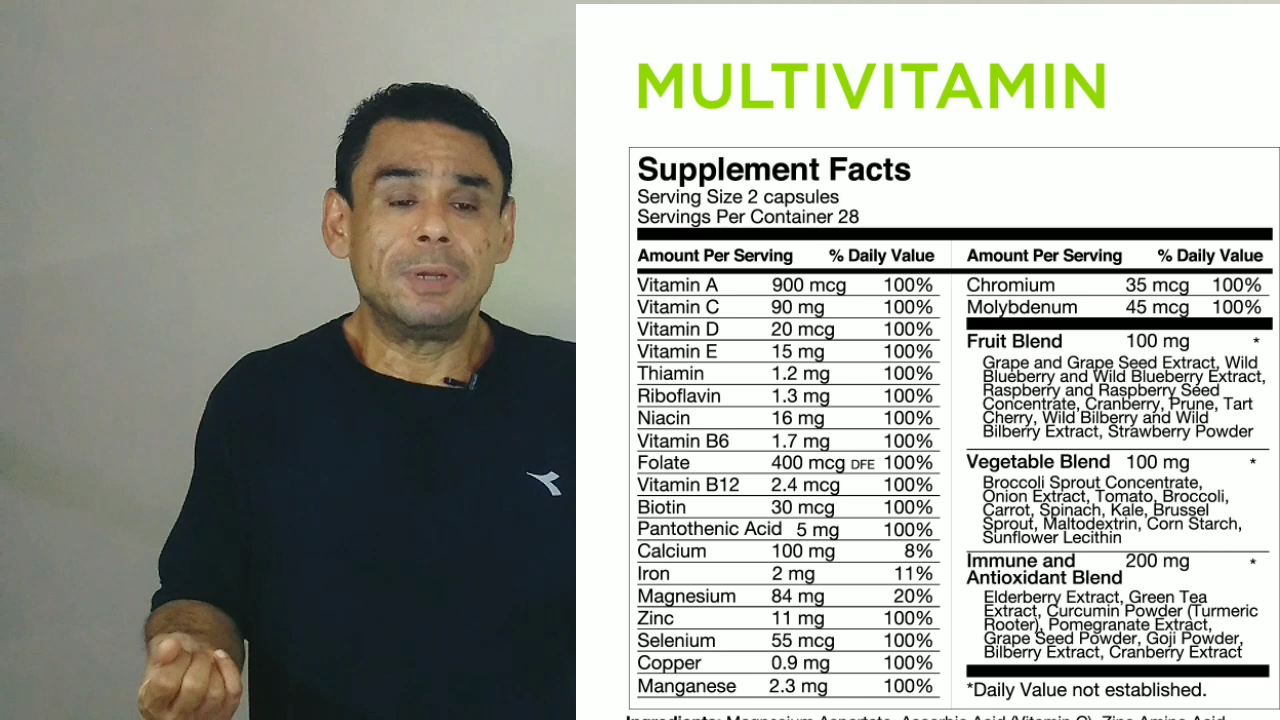 MULTIVITAMIN
Supplement Facts
Serving Size 2 capsules
Servings Per Container 28
Amount Per Serving % Daily Value
Vitamin A 900 mcg 100%
Vitamin C 90 mg 100%
Vitamin D 20 mcg 100%
Vitamin E 15 mg 100%
Thiamin 1.2 mg 100%
Riboflavin 1.3 mg 100%
Niacin 16 mg 100%
Vitamin B6 1.7 mg 100%
Folate 400 mcg DFE 100%
Vitamin B12 2.4 mcg 100%
Biotin 30 mcg 100%
Pantothenic Acid 5 mg 100%
Calcium 100 mg 8%
Iron 2 mg 11%
Magnesium 84 mg 20%
Zinc 11 mg 100%
Selenium 55 mcg 100%
Copper 0.9 mg 100%
Manganese 2.3 mg 100%
Amount Per Serving % Daily Value
Chromium 35 mcg 100%
Molybdenum 45 mcg 100%
Fruit Blend 100 mg *
Grape and Grape Seed Extract, Wild
Blueberry and Wild Blueberry Extract,
Raspberry and Raspberry Seed
Concentrate, Cranberry, Prune, Tart
Cherry, Wild Bilberry and Wild
Bilberry Extract, Strawberry Powder
Vegetable Blend 100 mg *
Broccoli Sprout Concentrate,
Onion Extract, Tomato, Broccoli,
Carrot, Spinach, Kale, Brussel
Sprout, Maltodextrin, Corn Starch,
Sunflower Lecithin
Immune and 200 mg *
Antioxidant Blend
Elderberry Extract, Green Tea
Extract, Curcumin Powder (Turmeric
Rooter), Pomegranate Extract,
Grape Seed Powder, Goji Powder,
Bilberry Extract, Cranberry Extract
*Daily Value not established.
Ingredients: Magnesium Aspartate, Ascorbic Acid (Vitamin C), Zinc Amino Acid